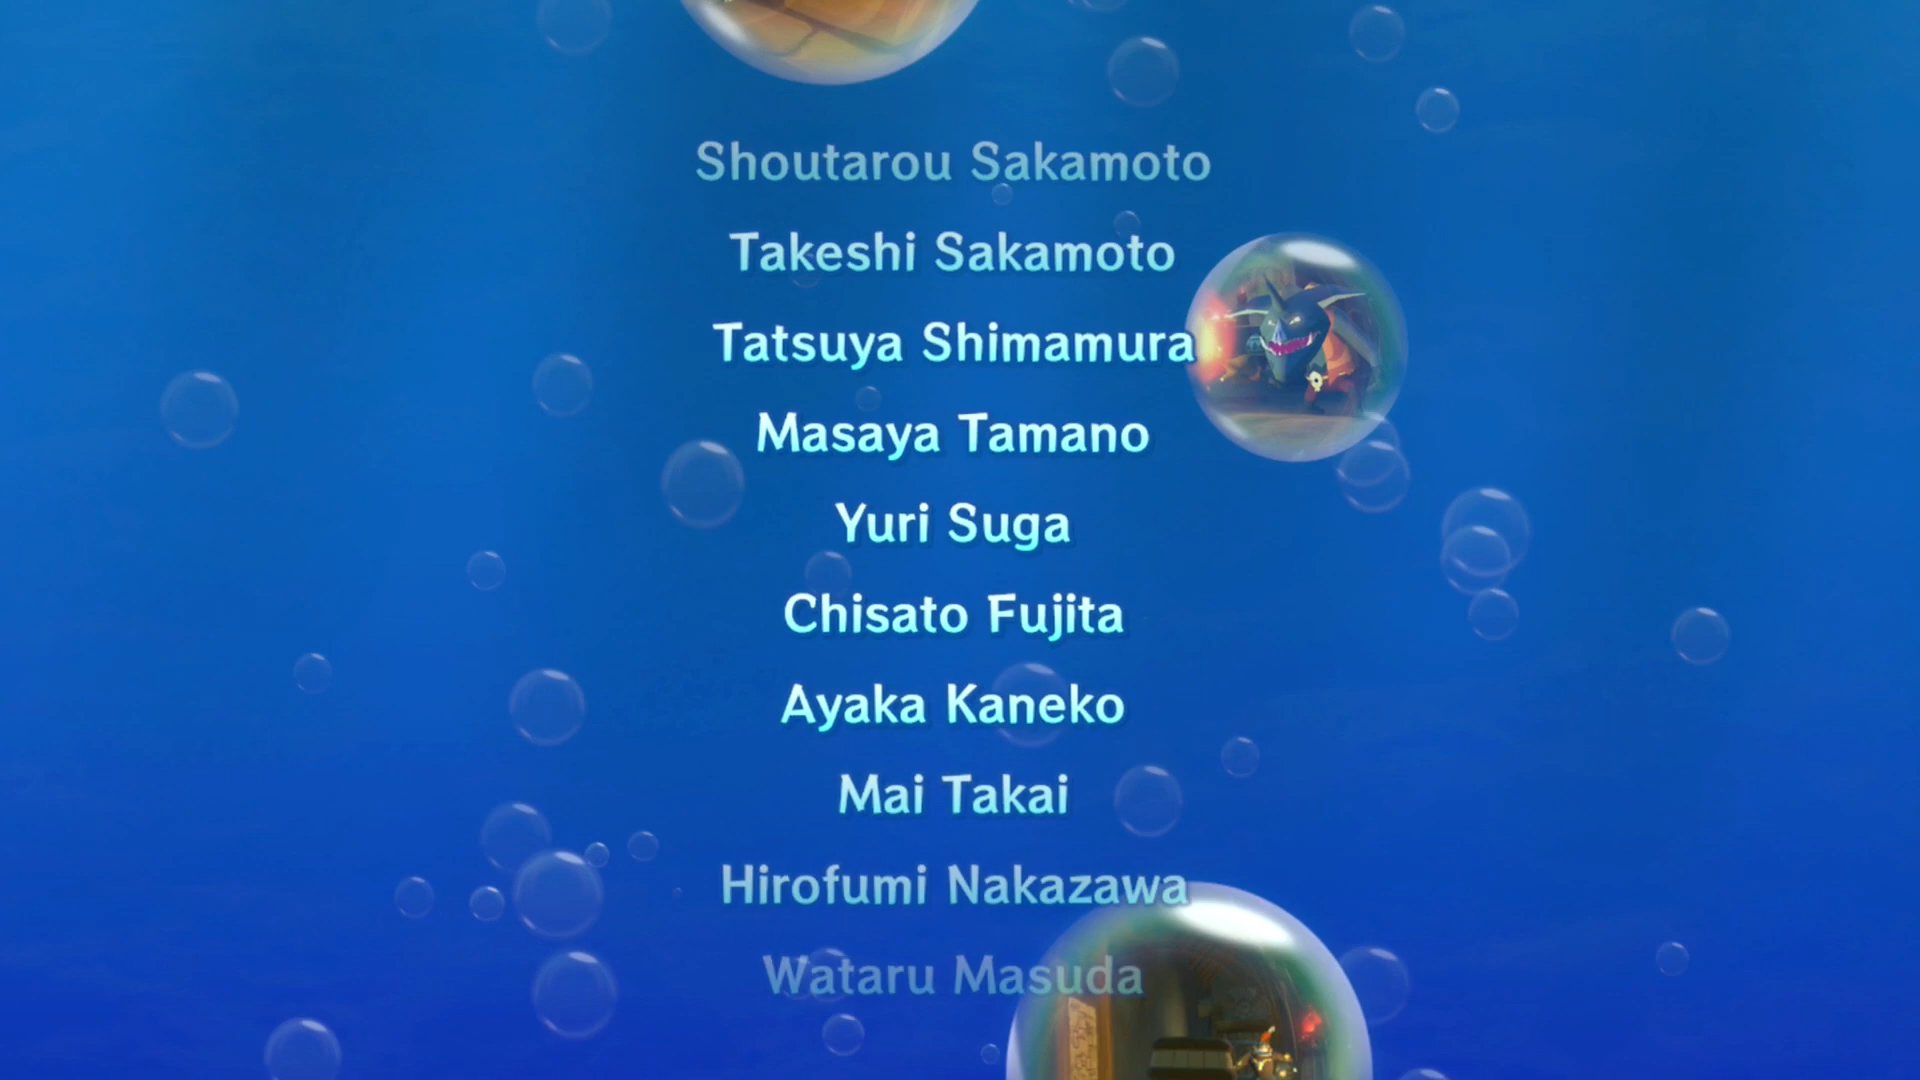 Shoutarou Sakamoto
Takeshi Sakamoto
Tatsuya Shimamura
Masaya Tamano
Yuri Suga
Chisato Fujita
Ayaka Kaneko
Mai Takai
Hirofumi Nakazawa
Wataru Masuda